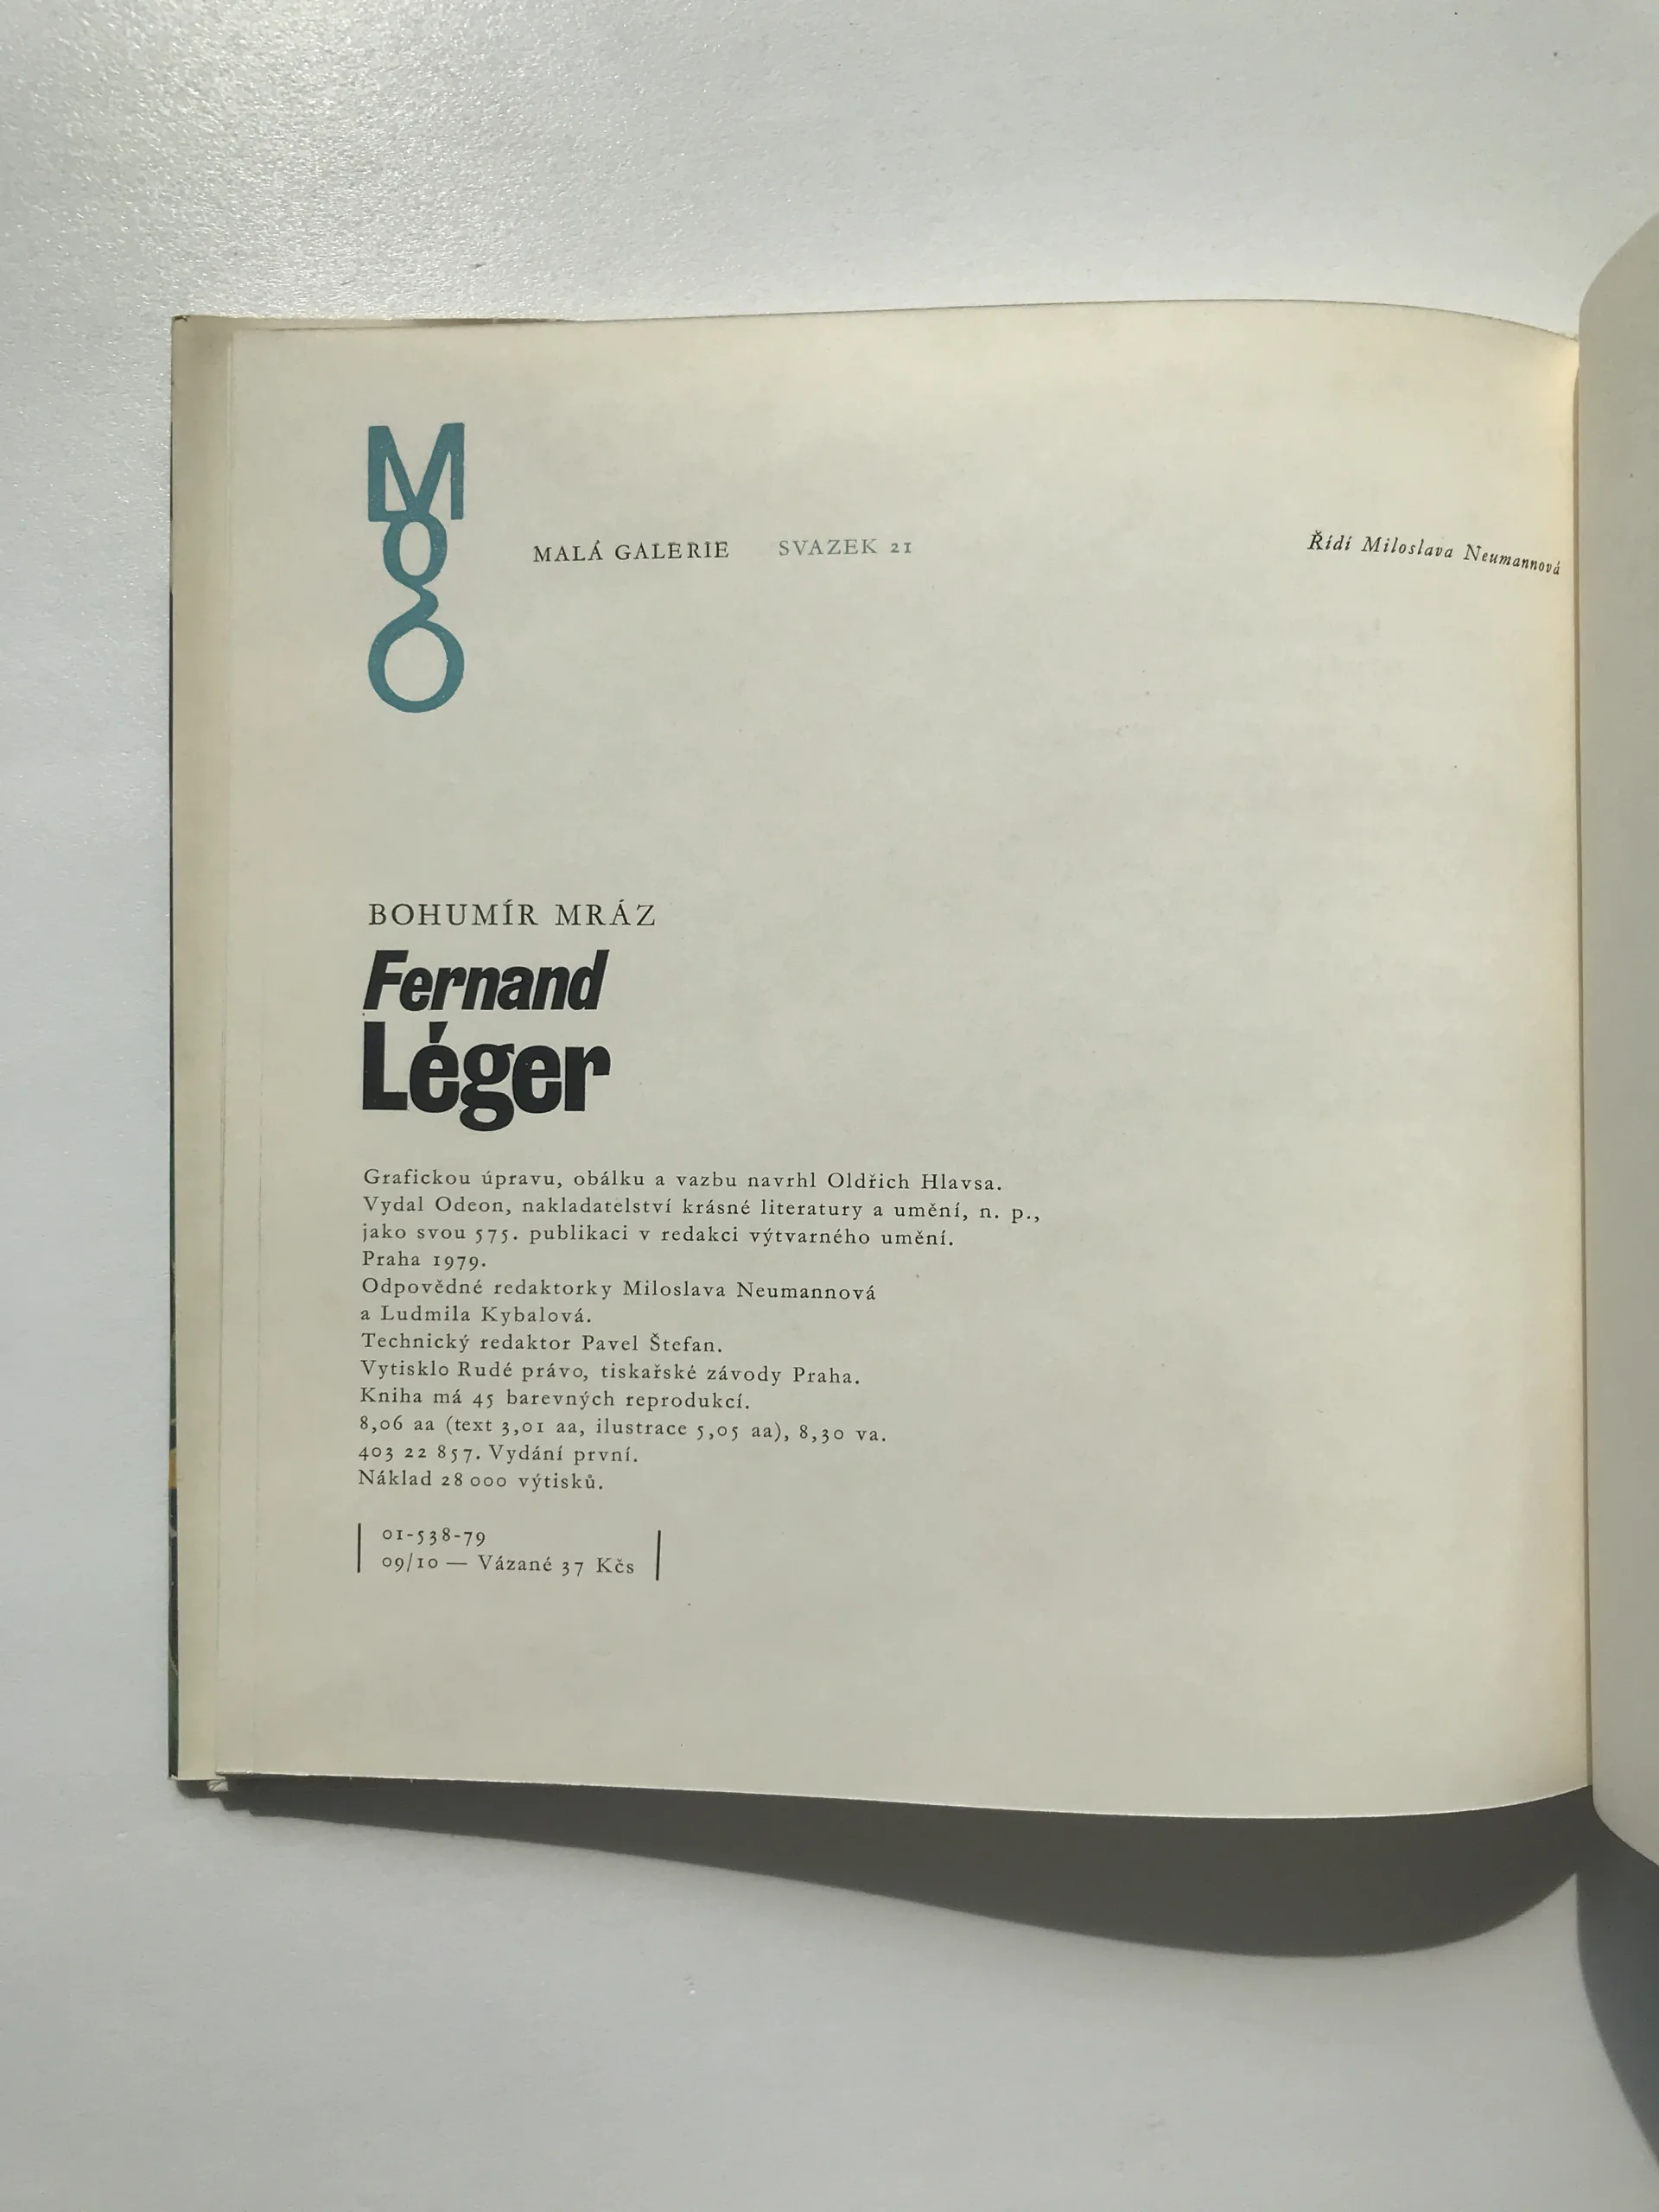 MgO
MALÁ GALERIE SVAZEK 21
Řídí Miloslava Neumannová
BOHUMÍR MRÁZ
Fernand
Léger
Grafickou úpravu, obálku a vazbu navrhl Oldřich Hlavsa.
Vydal Odeon, nakladatelství krásné literatury a umění, n. p.,
jako svou 575. publikaci v redakci výtvarného umění.
Praha 1979.
Odpovědné redaktorky Miloslava Neumannová
a Ludmila Kybalová.
Technický redaktor Pavel Štefan.
Vytisklo Rudé právo, tiskařské závody Praha.
Kniha má 45 barevných reprodukcí.
8,06 aa (text 3,01 aa, ilustrace 5,05 aa), 8,30 va.
403 22 857. Vydání první.
Náklad 28 000 výtisků.
01-538-79
09/10 — Vázané 37 Kčs